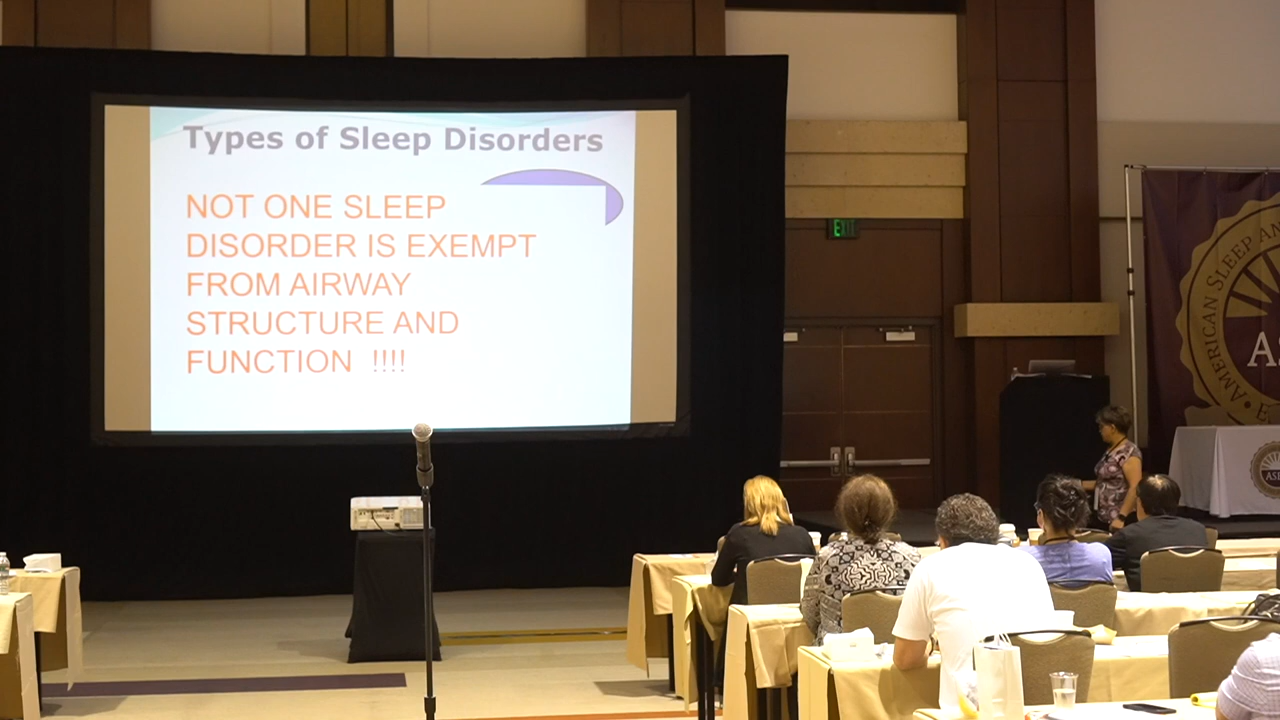 Types of Sleep Disorders
NOT ONE SLEEP
DISORDER IS EXEMPT
FROM AIRWAY
STRUCTURE AND
FUNCTION !!!!
EXIT
AMERICAN SLEEP AN